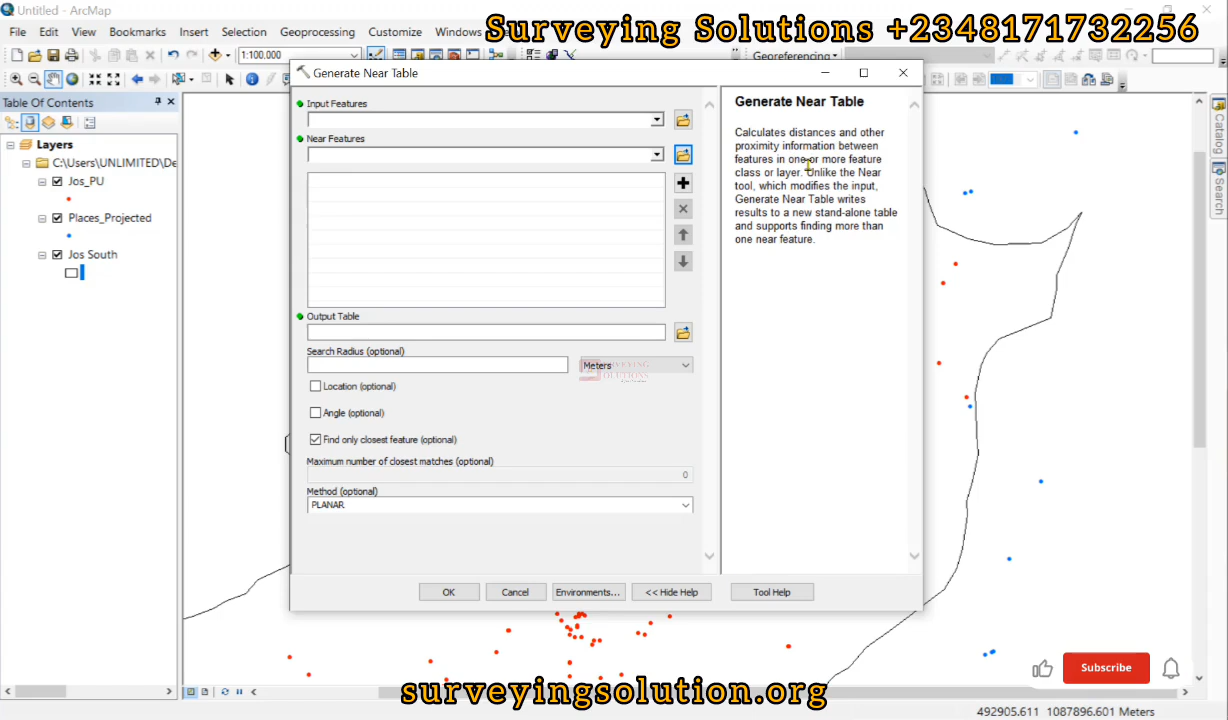 Untitled - ArcMap
Surveying Solutions +2348171732256
File Edit View Bookmarks Insert Selection Geoprocessing Customize Windows
1:100,000
Georeferencing
Generate Near Table
Table Of Contents
Layers
C:\Users\UNLIMITED\De
Jos_PU
Places_Projected
Jos South
Input Features
Near Features
Output Table
Search Radius (optional)
Meters
SURVEYING
SOLUTIONS
Location (optional)
Angle (optional)
Find only closest feature (optional)
Maximum number of closest matches (optional)
0
Method (optional)
PLANAR
OK Cancel Environments... << Hide Help Tool Help
Generate Near Table
Calculates distances and other
proximity information between
features in one or more feature
class or layer. Unlike the Near
tool, which modifies the input,
Generate Near Table writes
results to a new stand-alone table
and supports finding more than
one near feature.
Catalog
Search
Subscribe
surveyingsolution.org
492905.611 1087896.601 Meters